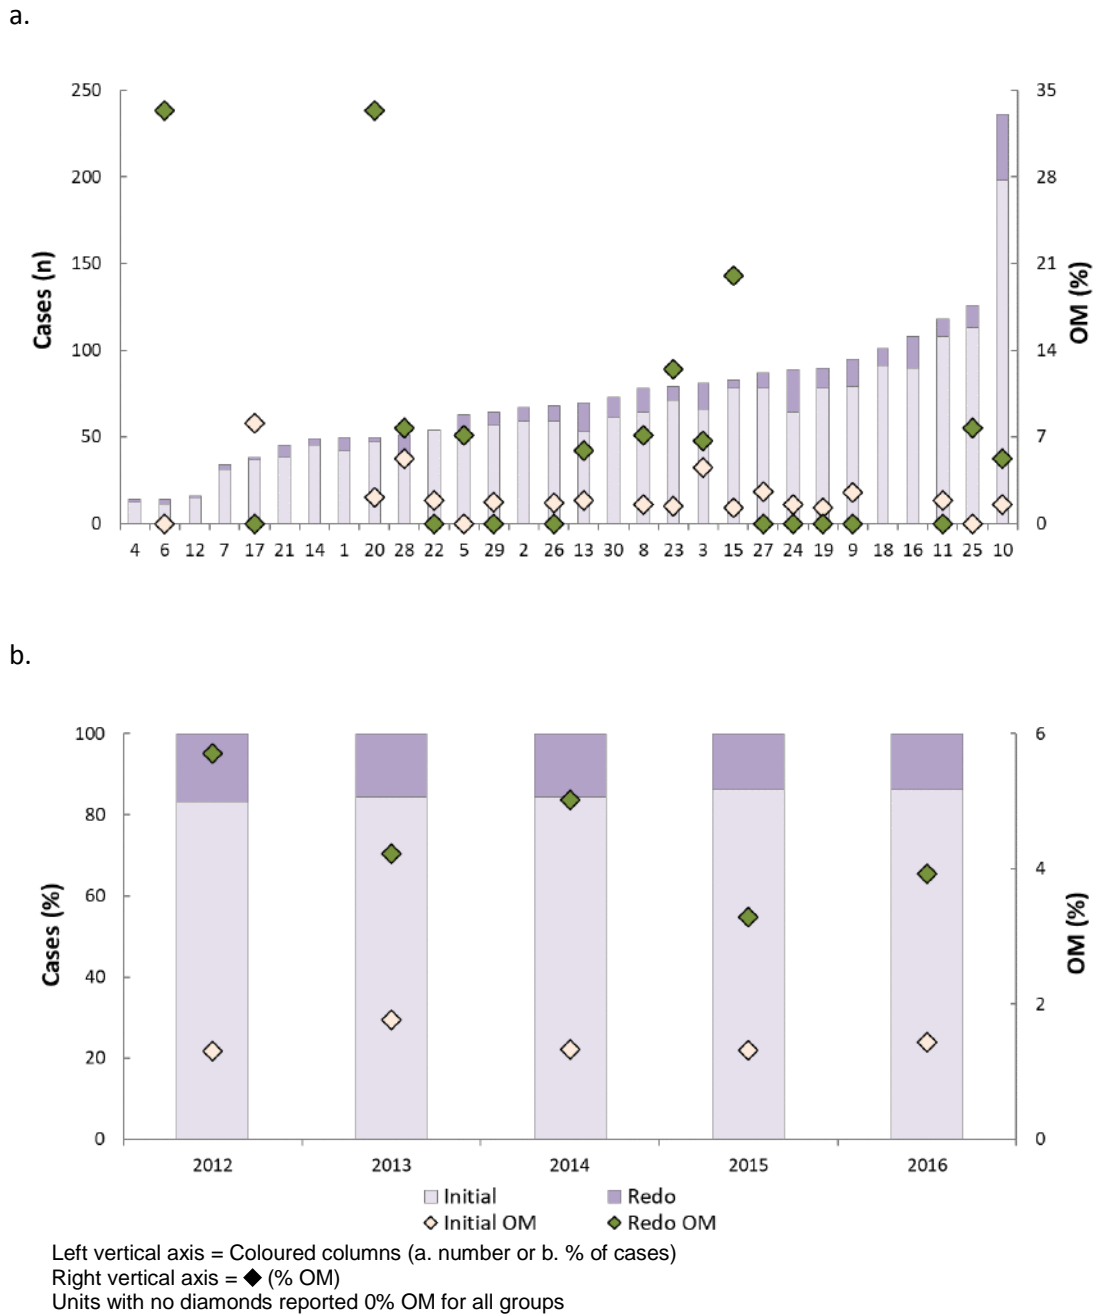 a.
250
200
150
100
50
0
Cases (n)
35
28
21
14
7
0
OM (%)
4 6 12 7 17 21 14 1 20 28 22 5 29 2 26 13 30 8 23 3 15 27 24 19 9 18 16 11 25 10
b.
100
80
60
40
20
0
Cases (%)
6
4
2
0
OM (%)
2012 2013 2014 2015 2016
Initial Redo
Initial OM Redo OM
Left vertical axis = Coloured columns (a. number or b. % of cases)
Right vertical axis = ◆ (% OM)
Units with no diamonds reported 0% OM for all groups